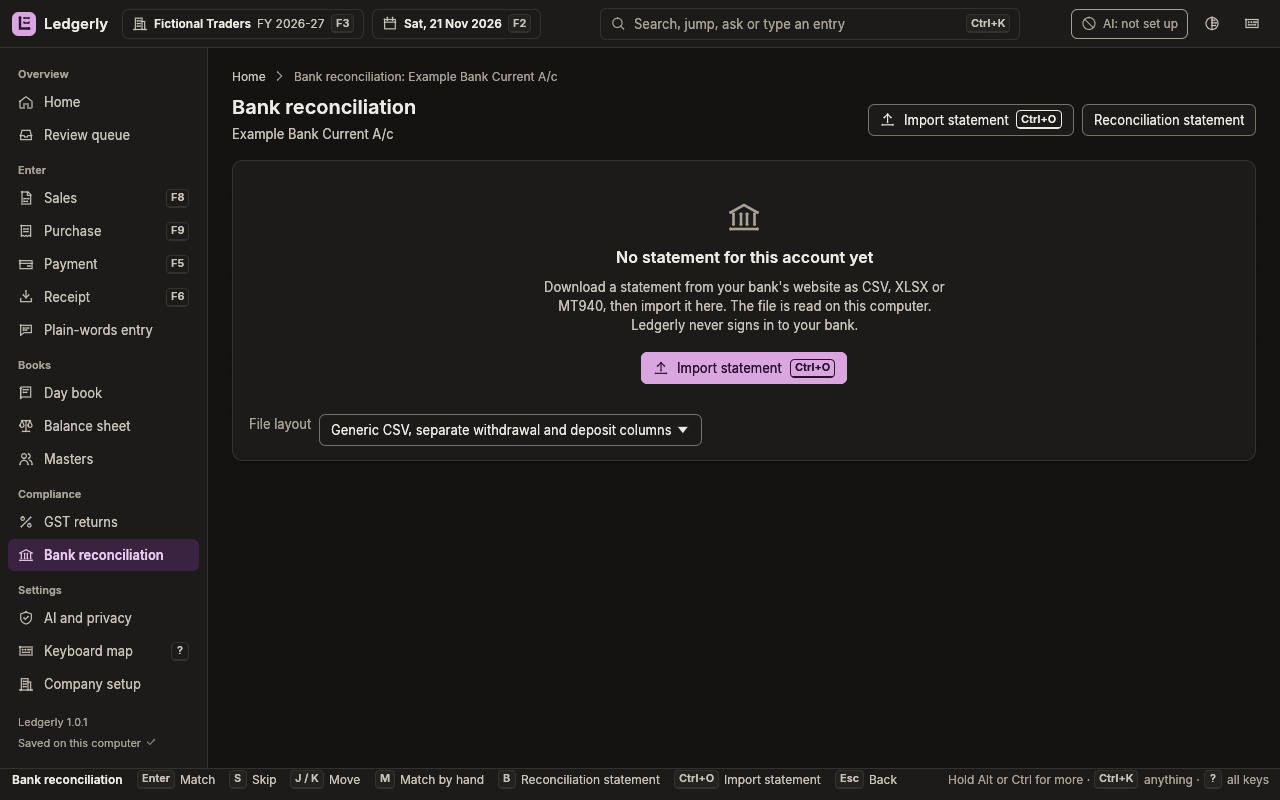 Ledgerly
Fictional Traders FY 2026-27 F3
Sat, 21 Nov 2026 F2
Search, jump, ask or type an entry Ctrl+K
AI: not set up
Overview
Home
Review queue
Enter
Sales F8
Purchase F9
Payment F5
Receipt F6
Plain-words entry
Books
Day book
Balance sheet
Masters
Compliance
GST returns
Bank reconciliation
Settings
AI and privacy
Keyboard map ?
Company setup
Ledgerly 1.0.1
Saved on this computer
Home > Bank reconciliation: Example Bank Current A/c
Bank reconciliation
Example Bank Current A/c
Import statement Ctrl+O
Reconciliation statement
No statement for this account yet
Download a statement from your bank's website as CSV, XLSX or
MT940, then import it here. The file is read on this computer.
Ledgerly never signs in to your bank.
Import statement Ctrl+O
File layout Generic CSV, separate withdrawal and deposit columns
Bank reconciliation Enter Match S Skip J / K Move M Match by hand B Reconciliation statement Ctrl+O Import statement Esc Back Hold Alt or Ctrl for more · Ctrl+K anything · ? all keys